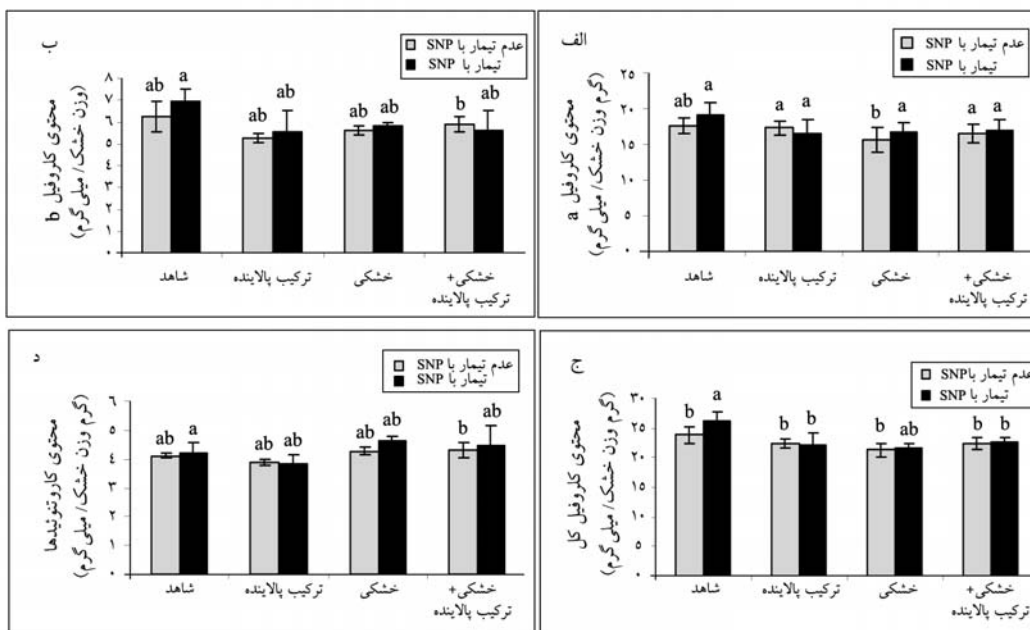 الف
عدم تیمار با SNP
تیمار با SNP
محتوی کلروفیل a
(گرم وزن خشک/ میلی گرم)
۲۵
۲۰
۱۵
۱۰
۵
۰
ab a a a b a a a
شاهد
ترکیب پالاینده
خشکی
خشکی+
ترکیب پالاینده
ب
عدم تیمار با SNP
تیمار با SNP
محتوی کلروفیل b
(وزن خشک/ میلی گرم)
۸
۷
۶
۵
۴
۳
۲
۱
۰
ab a ab ab ab ab b ab
شاهد
ترکیب پالاینده
خشکی
خشکی+
ترکیب پالاینده
ج
عدم تیمار با SNP
تیمار با SNP
محتوی کلروفیل کل
(گرم وزن خشک/ میلی گرم)
۳۰
۲۵
۲۰
۱۵
۱۰
۵
۰
b a b b b ab b b
شاهد
ترکیب پالاینده
خشکی
خشکی+
ترکیب پالاینده
د
عدم تیمار با SNP
تیمار با SNP
محتوی کاروتنوئیدها
(گرم وزن خشک/ میلی گرم)
۶
۵
۴
۳
۲
۱
۰
ab a ab ab ab ab b ab
شاهد
ترکیب پالاینده
خشکی
خشکی+
ترکیب پالاینده